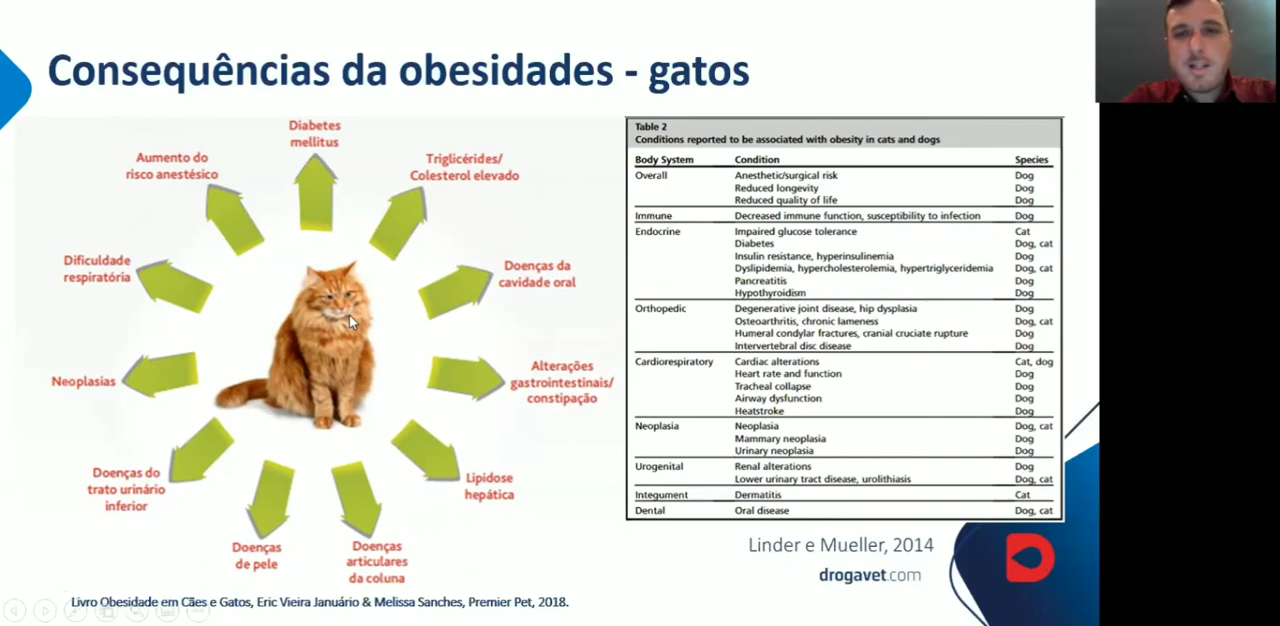 Consequências da obesidades - gatos
Diabetes
mellitus
Triglicérides/
Colesterol elevado
Doenças da
cavidade oral
Alterações
gastrointestinais/
constipação
Lipidose
hepática
Doenças
articulares
da coluna
Doenças
de pele
Doenças do
trato urinário
inferior
Neoplasias
Dificuldade
respiratória
Aumento do
risco anestésico
Table 2
Conditions reported to be associated with obesity in cats and dogs
Body System Condition Species
Overall Anesthetic/surgical risk Dog
Reduced longevity Dog
Reduced quality of life Dog
Immune Decreased immune function, susceptibility to infection Dog
Endocrine Impaired glucose tolerance Cat
Diabetes Dog, cat
Insulin resistance, hyperinsulinemia Dog
Dyslipidemia, hypercholesterolemia, hypertriglyceridemia Dog, cat
Pancreatitis Dog
Hypothyroidism Dog
Orthopedic Degenerative joint disease, hip dysplasia Dog
Osteoarthritis, chronic lameness Dog, cat
Humeral condylar fractures, cranial cruciate rupture Dog
Intervertebral disc disease Dog
Cardiorespiratory Cardiac alterations Cat, dog
Heart rate and function Dog
Tracheal collapse Dog
Airway dysfunction Dog
Heatstroke Dog
Neoplasia Neoplasia Dog, cat
Mammary neoplasia Dog
Urinary neoplasia Dog
Urogenital Renal alterations Dog
Lower urinary tract disease, urolithiasis Dog, cat
Integument Dermatitis Cat
Dental Oral disease Dog, cat
Linder e Mueller, 2014
drogavet.com
Livro Obesidade em Cães e Gatos, Eric Vieira Januário & Melissa Sanches, Premier Pet, 2018.